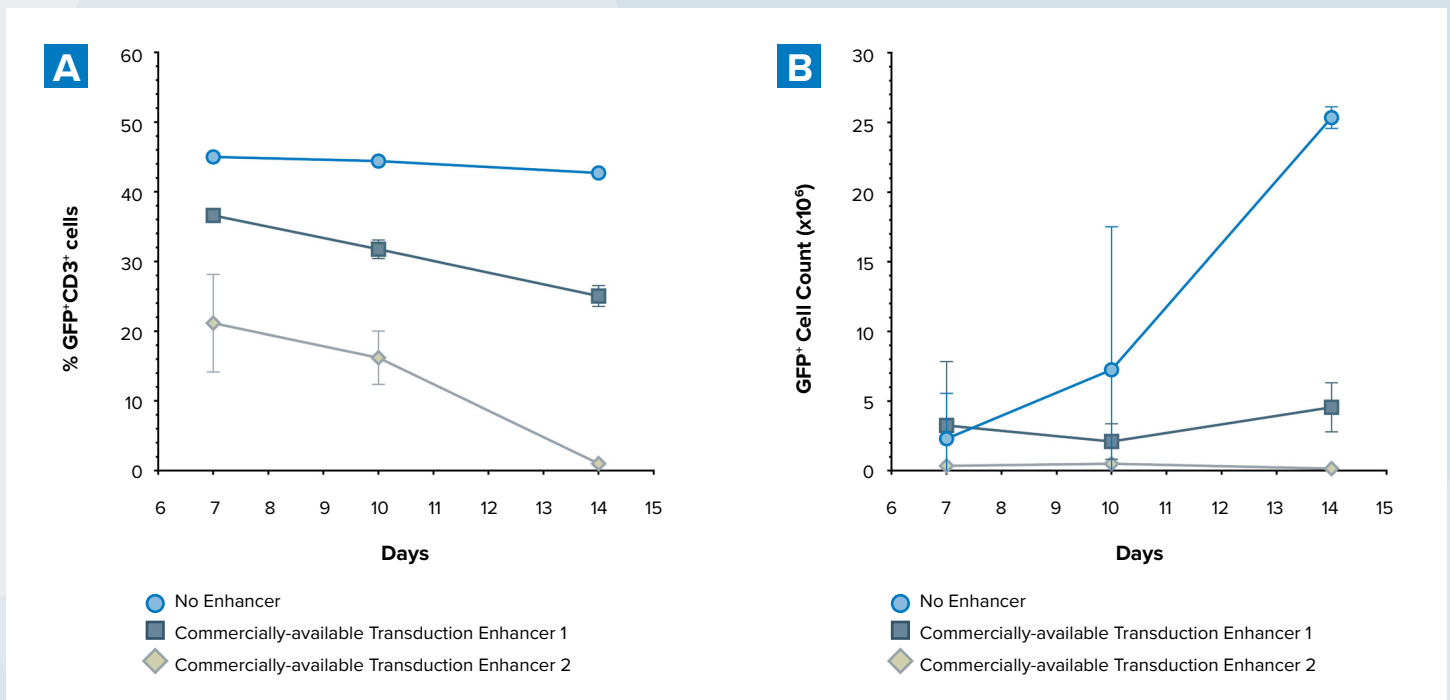 A
60
50
40
30
20
10
0
% GFP⁺CD3⁺ cells
6 7 8 9 10 11 12 13 14 15
Days
No Enhancer
Commercially-available Transduction Enhancer 1
Commercially-available Transduction Enhancer 2
B
30
25
20
15
10
5
0
GFP⁺ Cell Count (x10⁶)
6 7 8 9 10 11 12 13 14 15
Days
No Enhancer
Commercially-available Transduction Enhancer 1
Commercially-available Transduction Enhancer 2